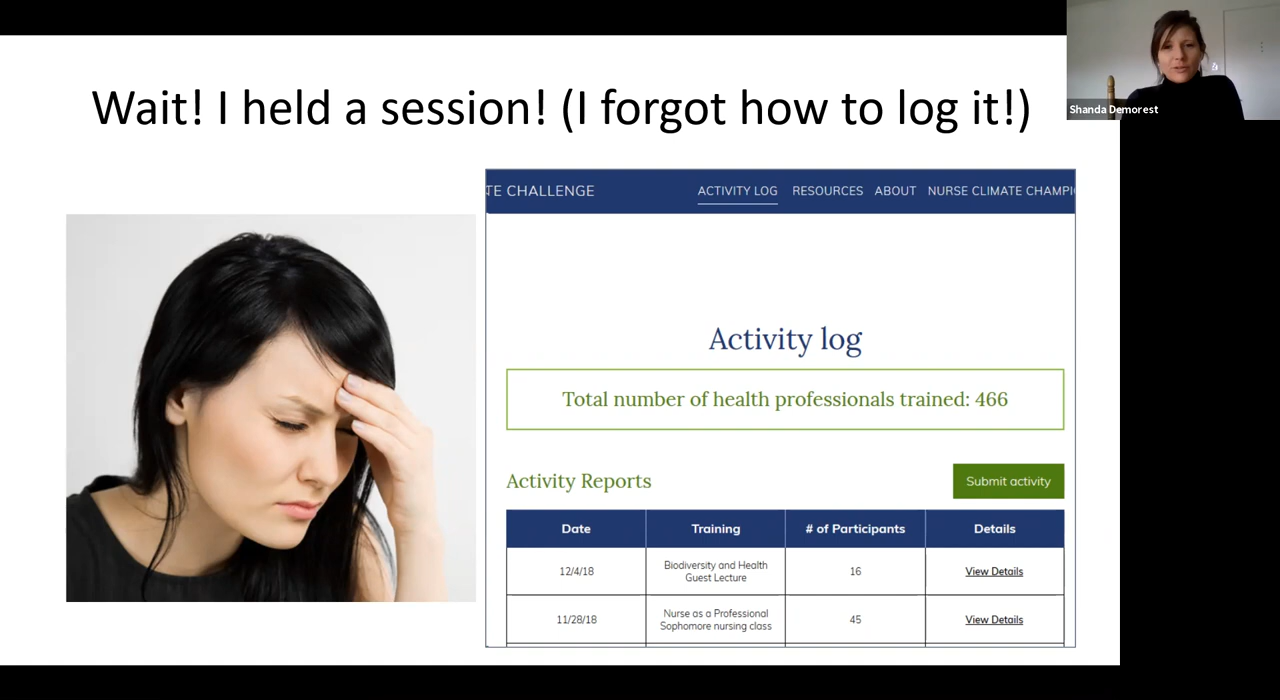 Wait! I held a session! (I forgot how to log it!)
Shanda Demorest
TE CHALLENGE
ACTIVITY LOG RESOURCES ABOUT NURSE CLIMATE CHAMPI
Activity log
Total number of health professionals trained: 466
Activity Reports
Submit activity
Date Training # of Participants Details
12/4/18 Biodiversity and Health 16 View Details
Guest Lecture
11/28/18 Nurse as a Professional 45 View Details
Sophomore nursing class